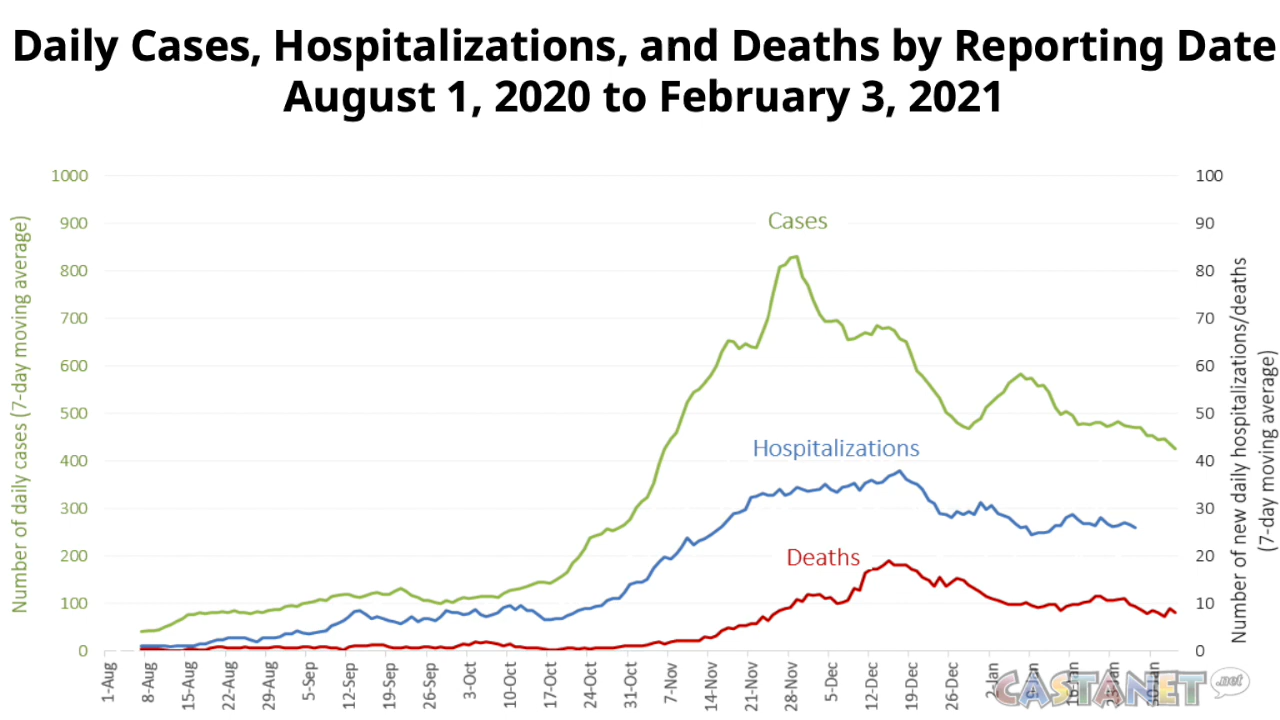 Daily Cases, Hospitalizations, and Deaths by Reporting Date
August 1, 2020 to February 3, 2021
Number of daily cases (7-day moving average)
1000
900
800
700
600
500
400
300
200
100
0
Cases
Hospitalizations
Deaths
100
90
80
70
60
50
40
30
20
10
0
Number of new daily hospitalizations/deaths
(7-day moving average)
1-Aug
8-Aug
15-Aug
22-Aug
29-Aug
5-Sep
12-Sep
19-Sep
26-Sep
3-Oct
10-Oct
17-Oct
24-Oct
31-Oct
7-Nov
14-Nov
21-Nov
28-Nov
5-Dec
12-Dec
19-Dec
26-Dec
2-Jan
CASTANET.net